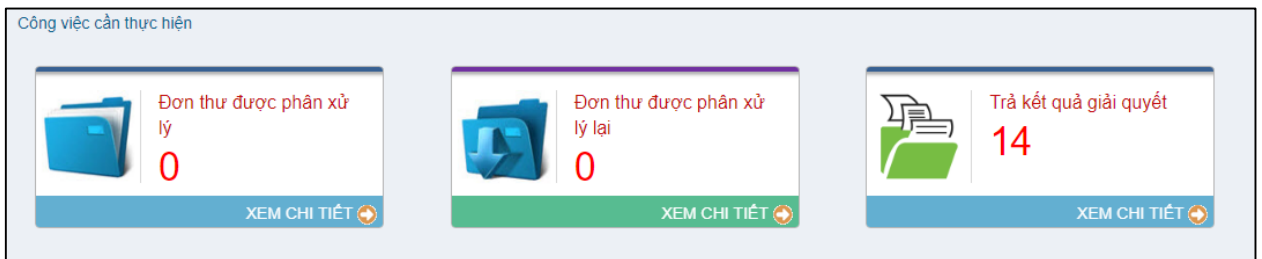 Công việc cần thực hiện
Đơn thư được phân xử
lý
0
XEM CHI TIẾT
Đơn thư được phân xử
lý lại
0
XEM CHI TIẾT
Trả kết quả giải quyết
14
XEM CHI TIẾT